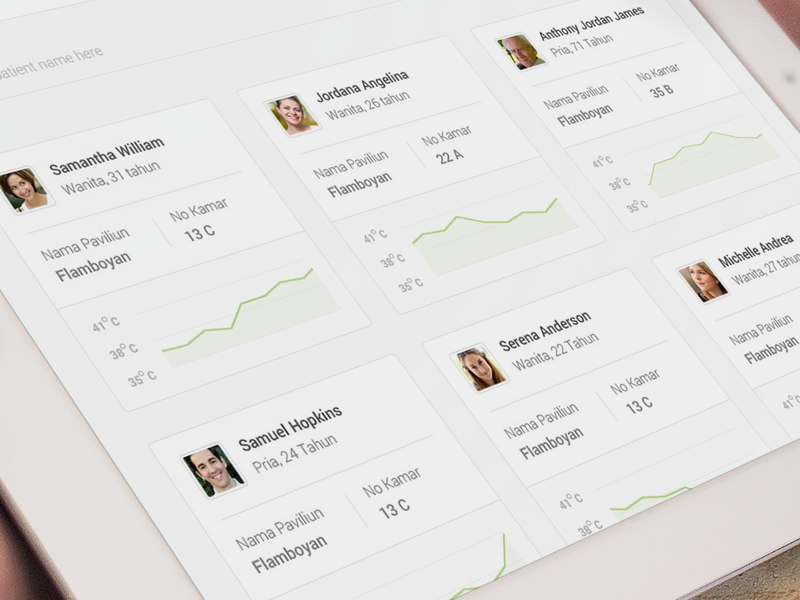 patient name here
Samantha William
Wanita, 31 tahun
Nama Paviliun
Flamboyan
No Kamar
13 C
41°C
38°C
35°C
Jordana Angelina
Wanita, 26 tahun
Nama Paviliun
Flamboyan
No Kamar
22 A
41°C
38°C
35°C
Anthony Jordan James
Pria, 71 Tahun
Nama Paviliun
Flamboyan
No Kamar
35 B
41°C
38°C
35°C
Samuel Hopkins
Pria, 24 Tahun
Nama Paviliun
Flamboyan
No Kamar
13 C
Serena Anderson
Wanita, 22 Tahun
Nama Paviliun
Flamboyan
No Kamar
13 C
41°C
38°C
Michelle Andrea
Wanita, 27 tahun
Nama Paviliun
Flamboyan
41°C